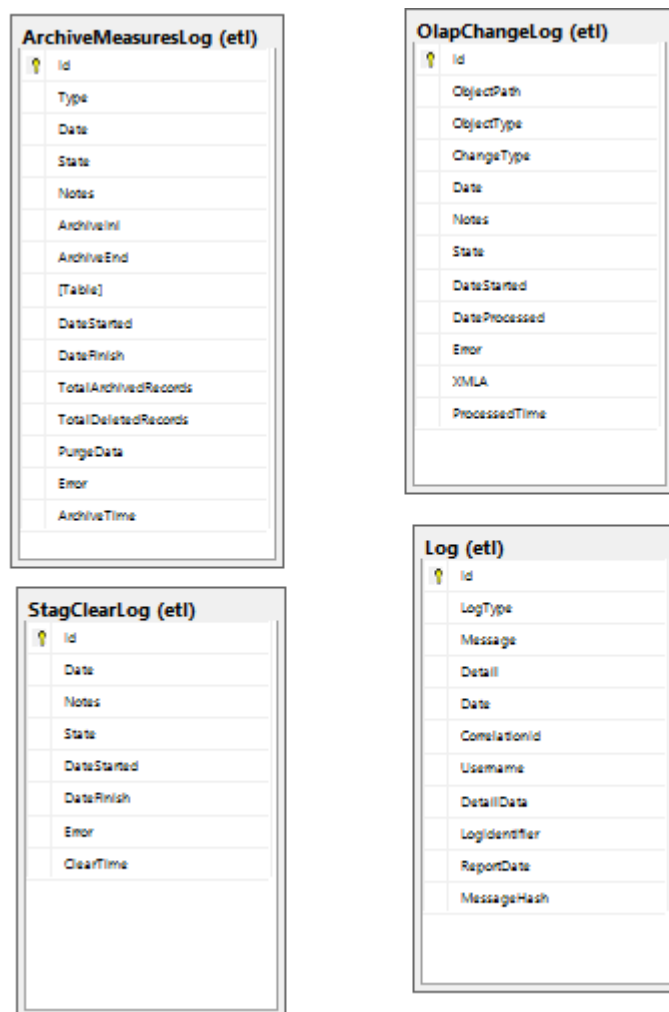 ArchiveMeasuresLog (etl)
Id
Type
Date
State
Notes
ArchiveIni
ArchiveEnd
[Table]
DateStarted
DateFinish
TotalArchivedRecords
TotalDeletedRecords
PurgeData
Error
ArchiveTime
OlapChangeLog (etl)
Id
ObjectPath
ObjectType
ChangeType
Date
Notes
State
DateStarted
DateProcessed
Error
XMLA
ProcessedTime
StagClearLog (etl)
Id
Date
Notes
State
DateStarted
DateFinish
Error
ClearTime
Log (etl)
Id
LogType
Message
Detail
Date
CorrelationId
Username
DetailData
LogIdentifier
ReportDate
MessageHash